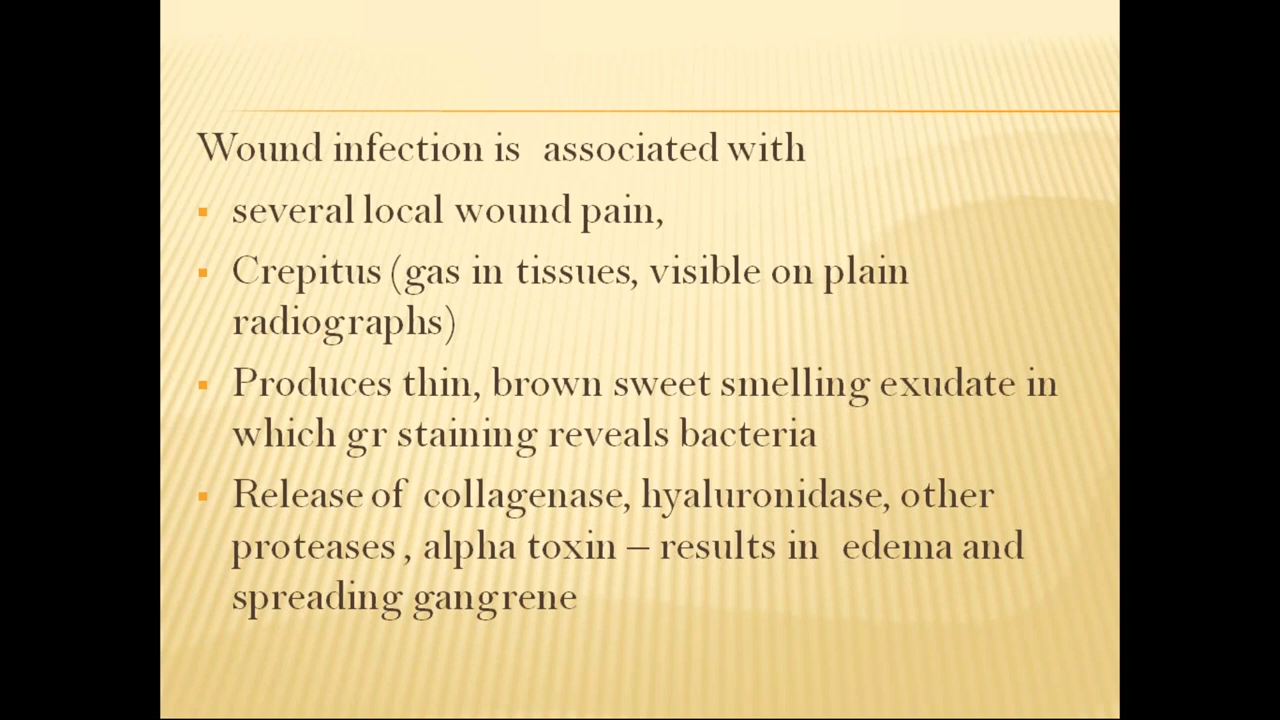 Wound infection is associated with
several local wound pain,
Crepitus (gas in tissues, visible on plain
radiographs)
Produces thin, brown sweet smelling exudate in
which gr staining reveals bacteria
Release of collagenase, hyaluronidase, other
proteases , alpha toxin – results in edema and
spreading gangrene